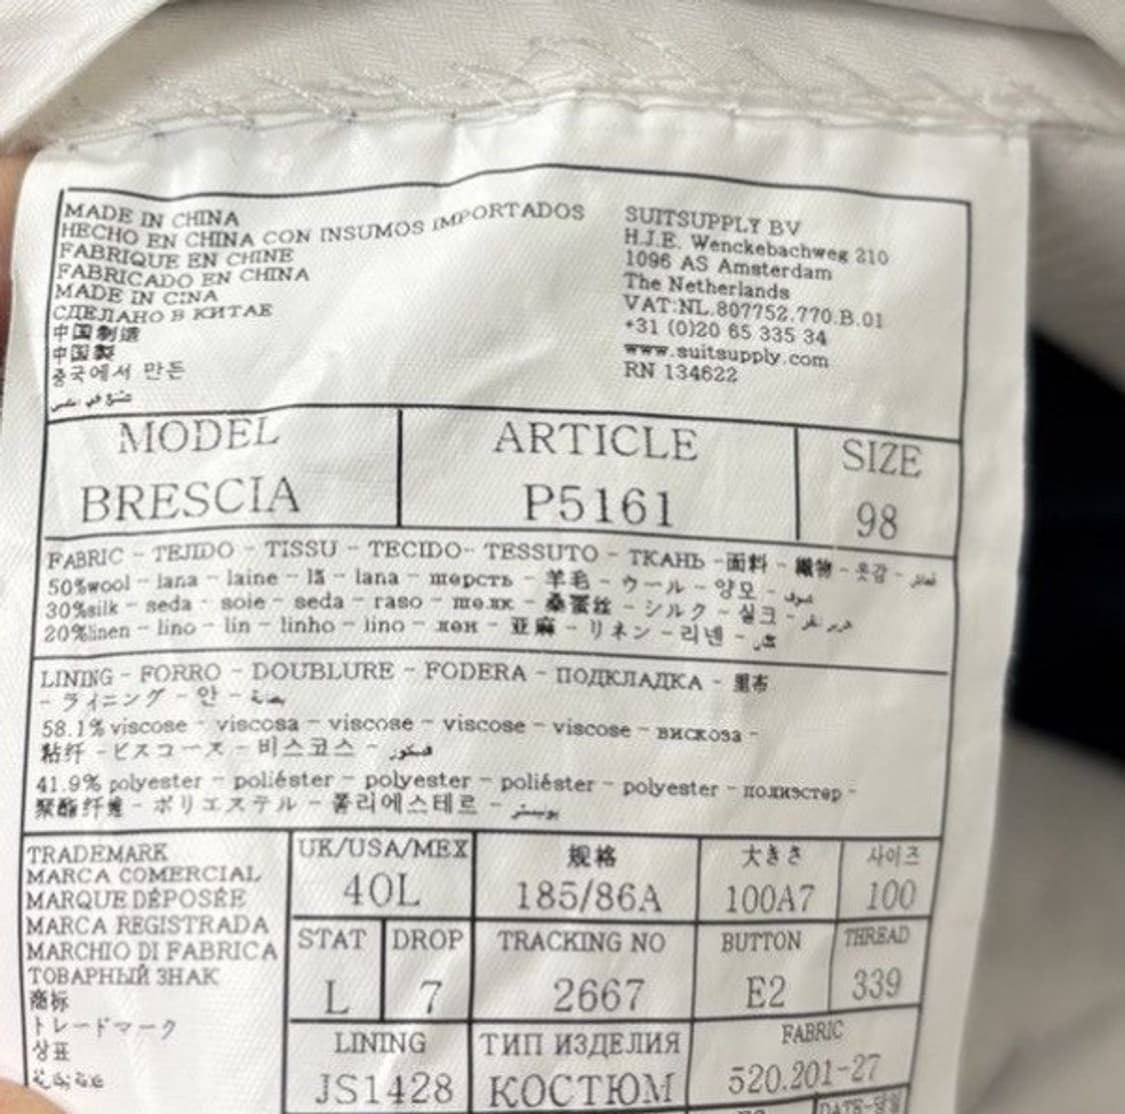 MADE IN CHINA
HECHO EN CHINA CON INSUMOS IMPORTADOS
FABRIQUE EN CHINE
FABRICADO EN CHINA
MADE IN CINA
СДЕЛАНО В КИТАЕ
中国制造
中国製
중국에서 만든
SUITSUPPLY BV
H.J.E. Wenckebachweg 210
1096 AS Amsterdam
The Netherlands
VAT:NL.807752.770.B.01
+31 (0)20 65 335 34
www.suitsupply.com
RN 134622
MODEL ARTICLE SIZE
BRESCIA P5161 98
FABRIC - TEJIDO - TISSU - TECIDO- TESSUTO - ТКАНЬ -面料 - 織物 - 옷감 -
50%wool - lana - laine - lã - lana - шерсть - 羊毛 - ウール - 양모 -
30%silk - seda - soie - seda - raso - шелк - 桑蚕丝 - シルク - 실크 -
20%linen - lino - lin - linho - lino - лен - 亚麻 - リネン - 리넨 -
LINING - FORRO - DOUBLURE - FODERA - ПОДКЛАДКА - 里布
- ライニング - 안 -
58.1% viscose - viscosa - viscose - viscose - viscose - вискоза -
粘纤 -ビスコース - 비스코스 -
41.9% polyester - poliéster - polyester - poliéster - polyester - полиэстер -
聚酯纤维 - ポリエステル - 폴리에스테르 -
TRADEMARK
MARCA COMERCIAL
MARQUE DÉPOSÉE
MARCA REGISTRADA
MARCHIO DI FABRICA
ТОВАРНЫЙ ЗНАК
商标
トレードマーク
상표
UK/USA/MEX 规格 大きさ 사이즈
40L 185/86A 100A7 100
STAT DROP TRACKING NO BUTTON THREAD
L 7 2667 E2 339
LINING ТИП ИЗДЕЛИЯ FABRIC
JS1428 КОСТЮМ 520.201-27
DATE-